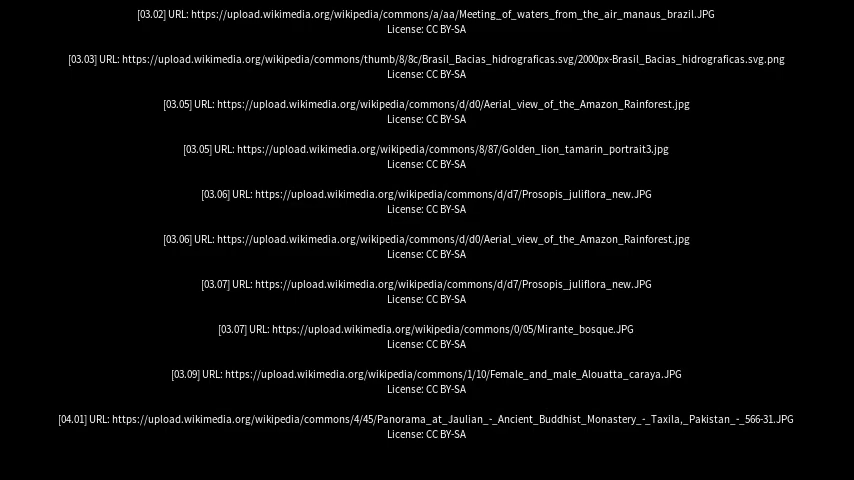 [03.02] URL: https://upload.wikimedia.org/wikipedia/commons/a/aa/Meeting_of_waters_from_the_air_manaus_brazil.JPG
License: CC BY-SA
[03.03] URL: https://upload.wikimedia.org/wikipedia/commons/thumb/8/8c/Brasil_Bacias_hidrograficas.svg/2000px-Brasil_Bacias_hidrograficas.svg.png
License: CC BY-SA
[03.05] URL: https://upload.wikimedia.org/wikipedia/commons/d/d0/Aerial_view_of_the_Amazon_Rainforest.jpg
License: CC BY-SA
[03.05] URL: https://upload.wikimedia.org/wikipedia/commons/8/87/Golden_lion_tamarin_portrait3.jpg
License: CC BY-SA
[03.06] URL: https://upload.wikimedia.org/wikipedia/commons/d/d7/Prosopis_juliflora_new.JPG
License: CC BY-SA
[03.06] URL: https://upload.wikimedia.org/wikipedia/commons/d/d0/Aerial_view_of_the_Amazon_Rainforest.jpg
License: CC BY-SA
[03.07] URL: https://upload.wikimedia.org/wikipedia/commons/d/d7/Prosopis_juliflora_new.JPG
License: CC BY-SA
[03.07] URL: https://upload.wikimedia.org/wikipedia/commons/0/05/Mirante_bosque.JPG
License: CC BY-SA
[03.09] URL: https://upload.wikimedia.org/wikipedia/commons/1/10/Female_and_male_Alouatta_caraya.JPG
License: CC BY-SA
[04.01] URL: https://upload.wikimedia.org/wikipedia/commons/4/45/Panorama_at_Jaulian_-_Ancient_Buddhist_Monastery_-_Taxila,_Pakistan_-_566-31.JPG
License: CC BY-SA